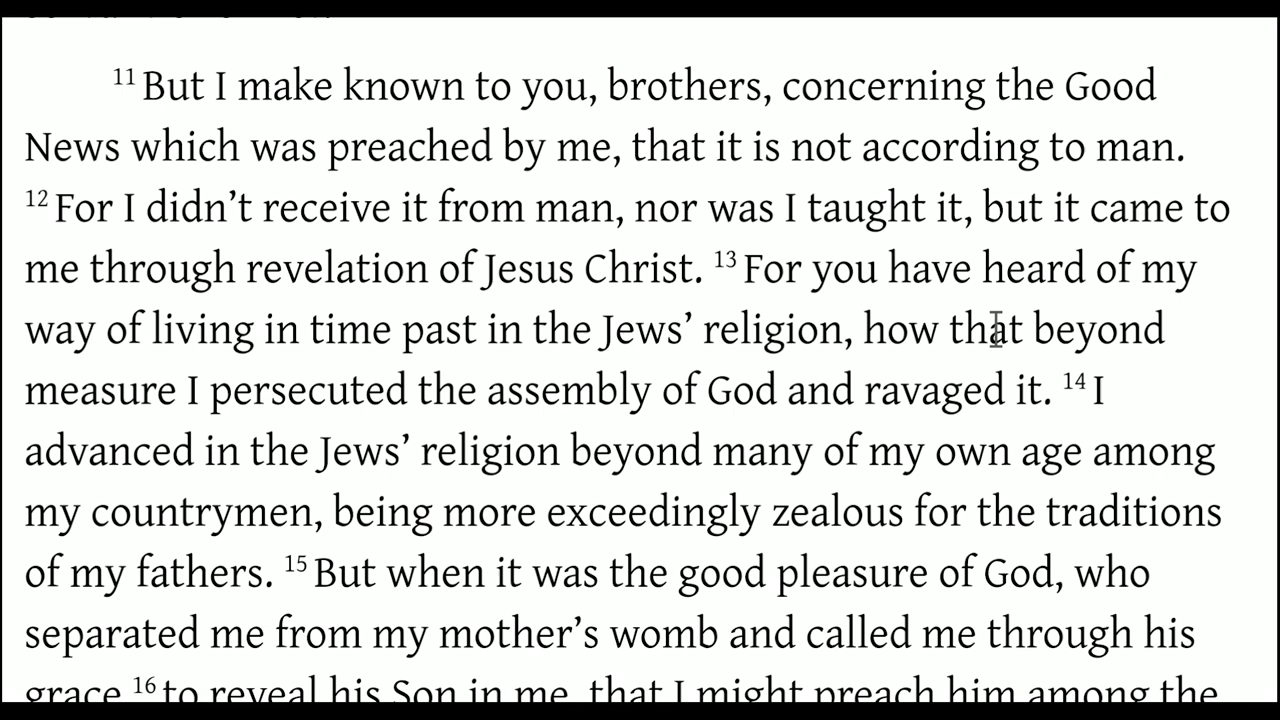 11 But I make known to you, brothers, concerning the Good
News which was preached by me, that it is not according to man.
12 For I didn’t receive it from man, nor was I taught it, but it came to
me through revelation of Jesus Christ. 13 For you have heard of my
way of living in time past in the Jews’ religion, how that beyond
measure I persecuted the assembly of God and ravaged it. 14 I
advanced in the Jews’ religion beyond many of my own age among
my countrymen, being more exceedingly zealous for the traditions
of my fathers. 15 But when it was the good pleasure of God, who
separated me from my mother’s womb and called me through his
grace 16 to reveal his Son in me, that I might preach him among the